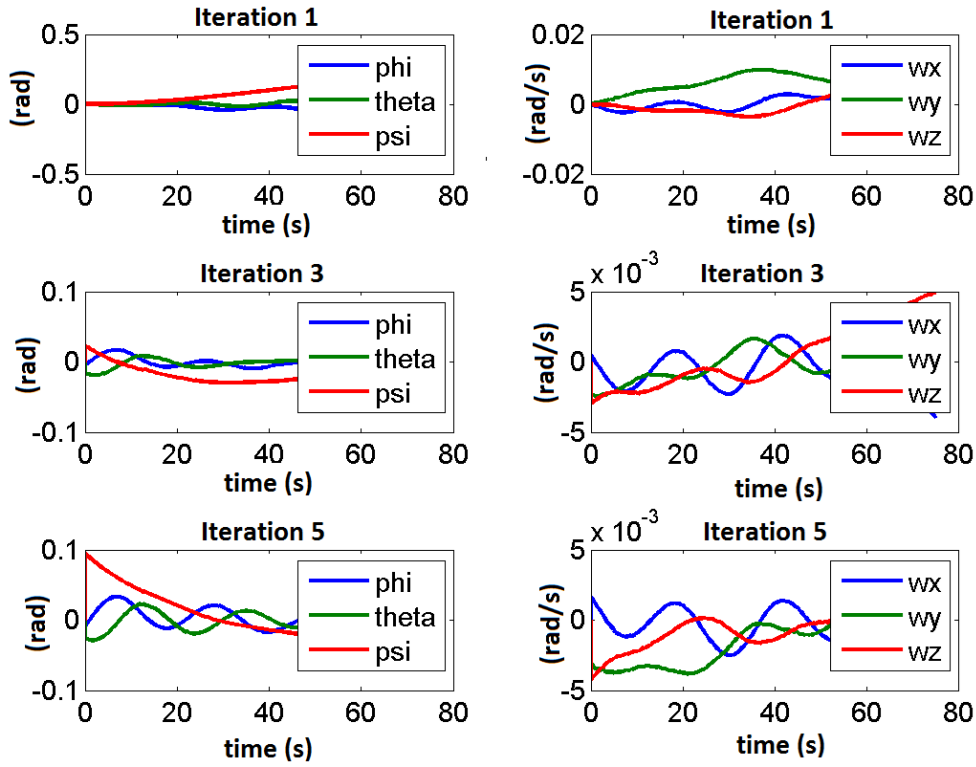 Iteration 1
0.5
0
-0.5
(rad)
phi
theta
psi
0 20 40 60 80
time (s)
Iteration 1
0.02
0
-0.02
(rad/s)
wx
wy
wz
0 20 40 60 80
time (s)
Iteration 3
0.1
0
-0.1
(rad)
phi
theta
psi
0 20 40 60 80
time (s)
x 10^-3 Iteration 3
5
0
-5
(rad/s)
wx
wy
wz
0 20 40 60 80
time (s)
Iteration 5
0.1
0
-0.1
(rad)
phi
theta
psi
0 20 40 60 80
time (s)
x 10^-3 Iteration 5
5
0
-5
(rad/s)
wx
wy
wz
0 20 40 60 80
time (s)